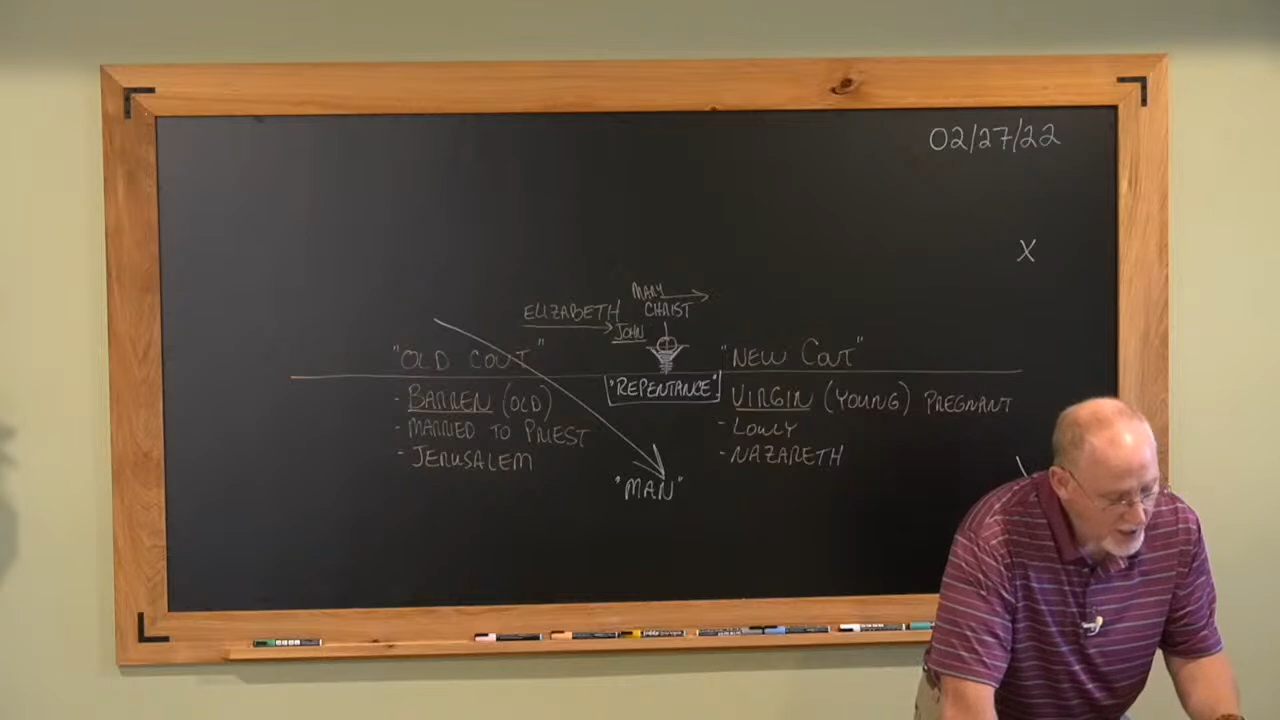 02/27/22
X
MARY
ELIZABETH
CHRIST
JOHN
"OLD COVT"
"NEW COVT"
"REPENTANCE"
- BARREN (OLD)
- MARRIED TO PRIEST
- JERUSALEM
VIRGIN (YOUNG) PREGNANT
- LOWLY
- NAZARETH
"MAN"